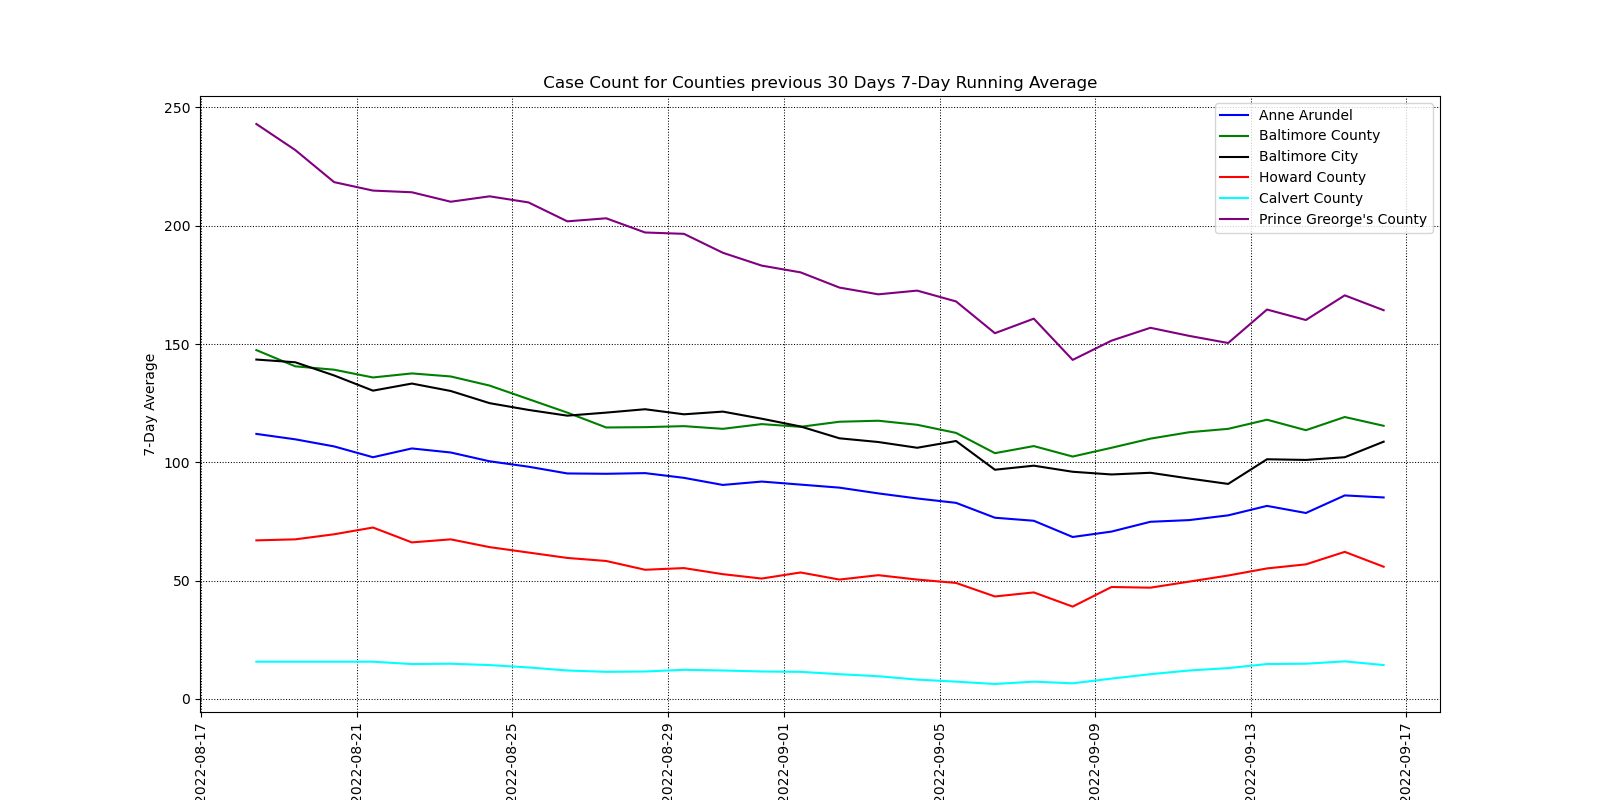 Case Count for Counties previous 30 Days 7-Day Running Average
250
200
150
100
50
0
7-Day Average
Anne Arundel
Baltimore County
Baltimore City
Howard County
Calvert County
Prince Greorge's County
2022-08-17
2022-08-21
2022-08-25
2022-08-29
2022-09-01
2022-09-05
2022-09-09
2022-09-13
2022-09-17